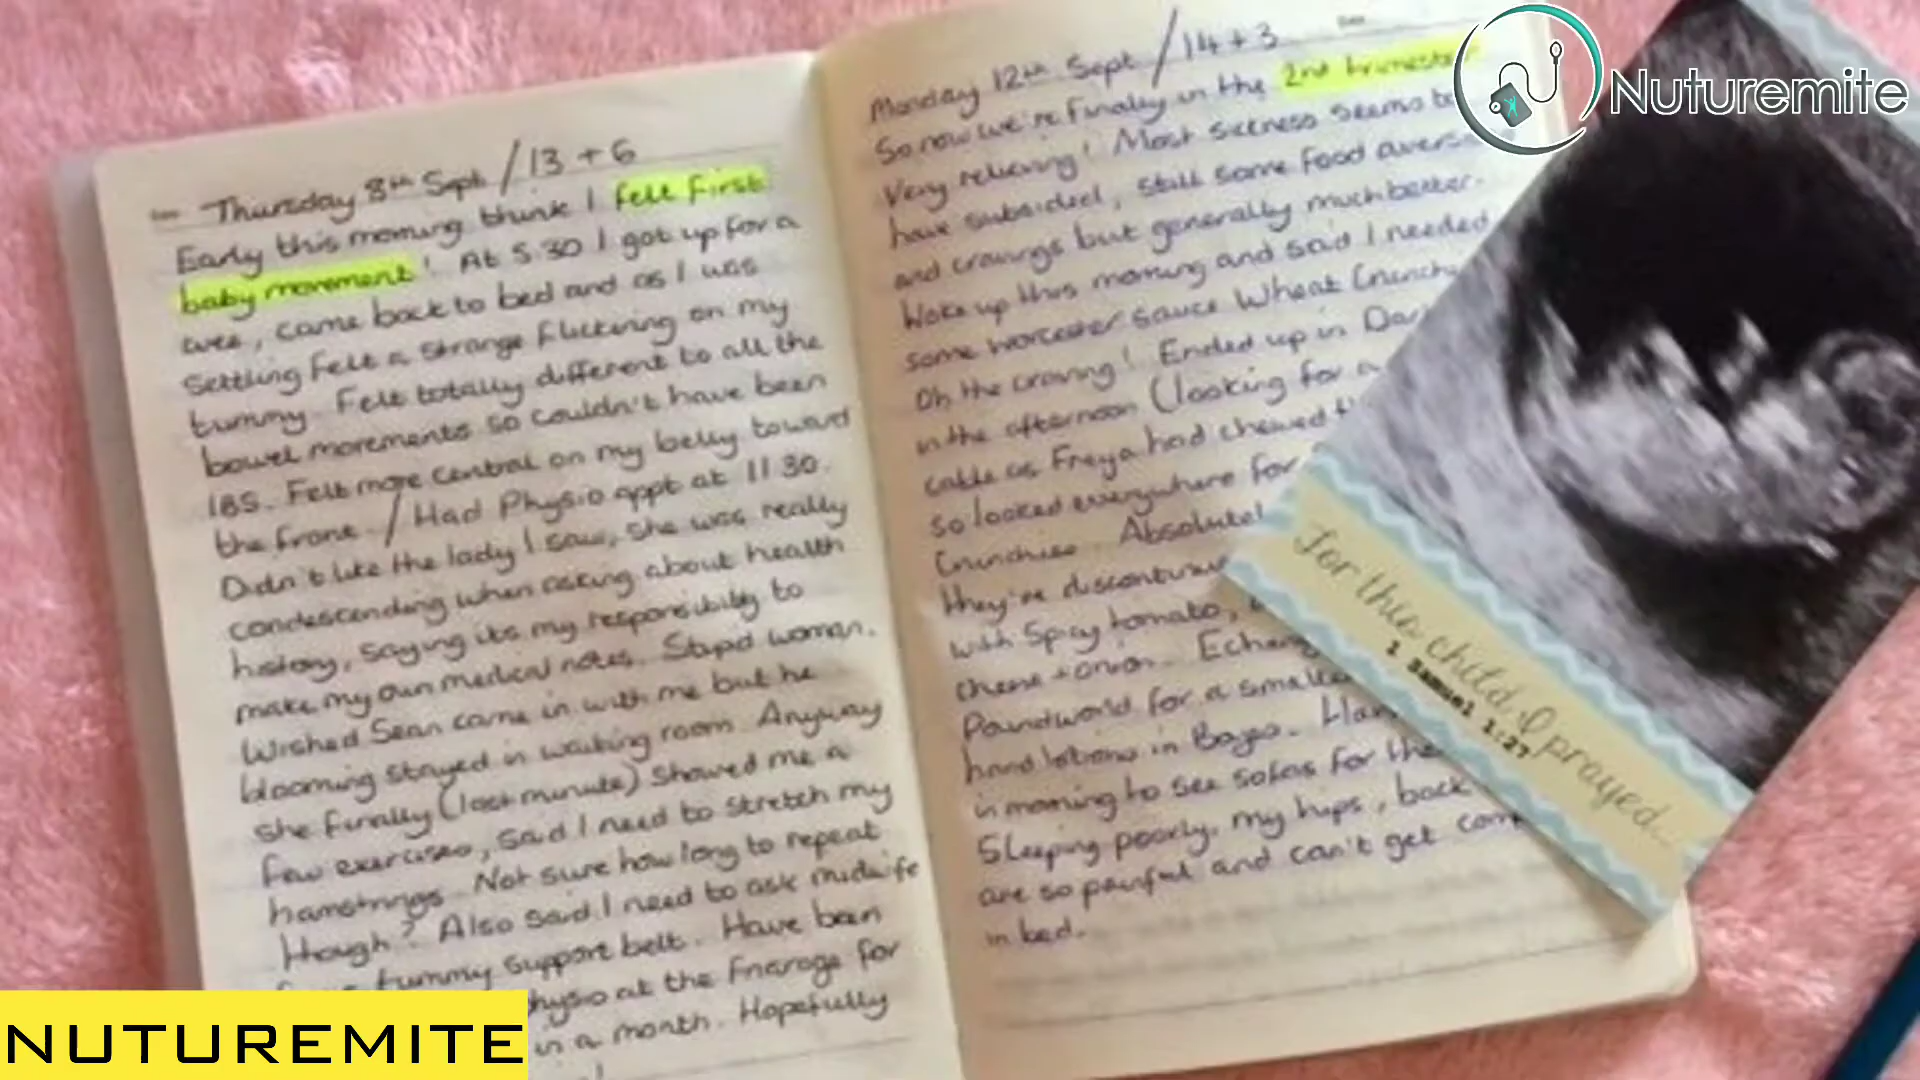 Thursday 8th Sept / 13 + 6
Early this morning think I felt first
baby movement! At 5.30 I got up for a
wee, came back to bed and as I was
settling felt a strange flickering on my
tummy. Felt totally different to all the
bowel movements so couldn't have been
IBS. Felt more central on my belly toward
the front. / Had Physio appt at 11.30.
Didn't like the lady I saw, she was really
condescending when asking about health
history, saying its my responsibility to
make my own medical notes. Stupid woman.
Wished Sean came in with me but he
blooming stayed in waiting room. Anyway
she finally (last minute) showed me a
few exercises, said I need to stretch my
hamstrings. Not sure how long to repeat
though? Also said I need to ask midwife
tummy support belt. Have been
physio at the Friarage for
in a month. Hopefully
Monday 12th Sept / 14 + 3
So now we're finally in the 2nd trimester
Very relieving! Most sickness seems to
have subsided, still some food avers
and cravings but generally much better.
Woke up this morning and said I needed
some worcester sauce Wheat Crunch
Oh the craving! Ended up in Dar
in the afternoon (looking for a
cable as Freya had chewed t
so looked everywhere for
Crunchies. Absolutel
they're discontinu
with Spicy tomato,
cheese + onion.
Poundworld for a smalle
hand lotions in Boyes.
in morning to see sofas for the
Sleeping poorly, my hips, back
are so painful and can't get com
in bed.
For this child, I prayed...
1 Samuel 1:27
Nuturemite
NUTUREMITE